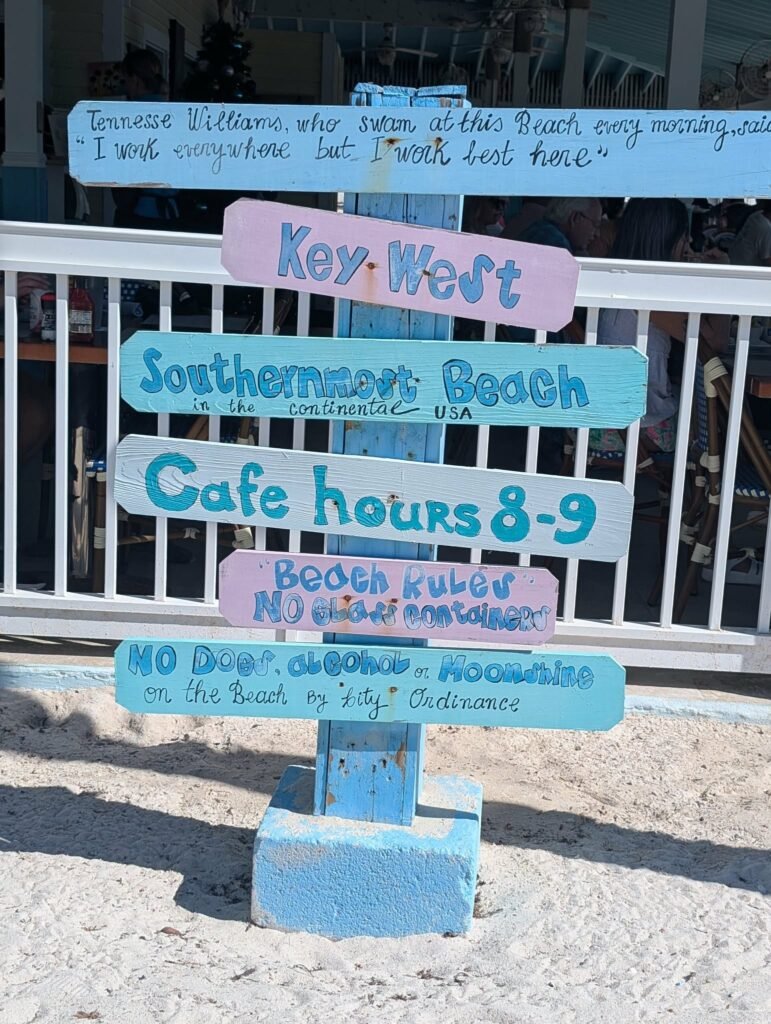 Tennesse Williams, who swam at this Beach every morning, said
"I work everywhere but I work best here"
Key West
Southernmost Beach
in the continental USA
Cafe hours 8-9
"Beach Rules"
No Glass containers
No Dogs, alcohol or Moonshine
on the Beach By City Ordinance